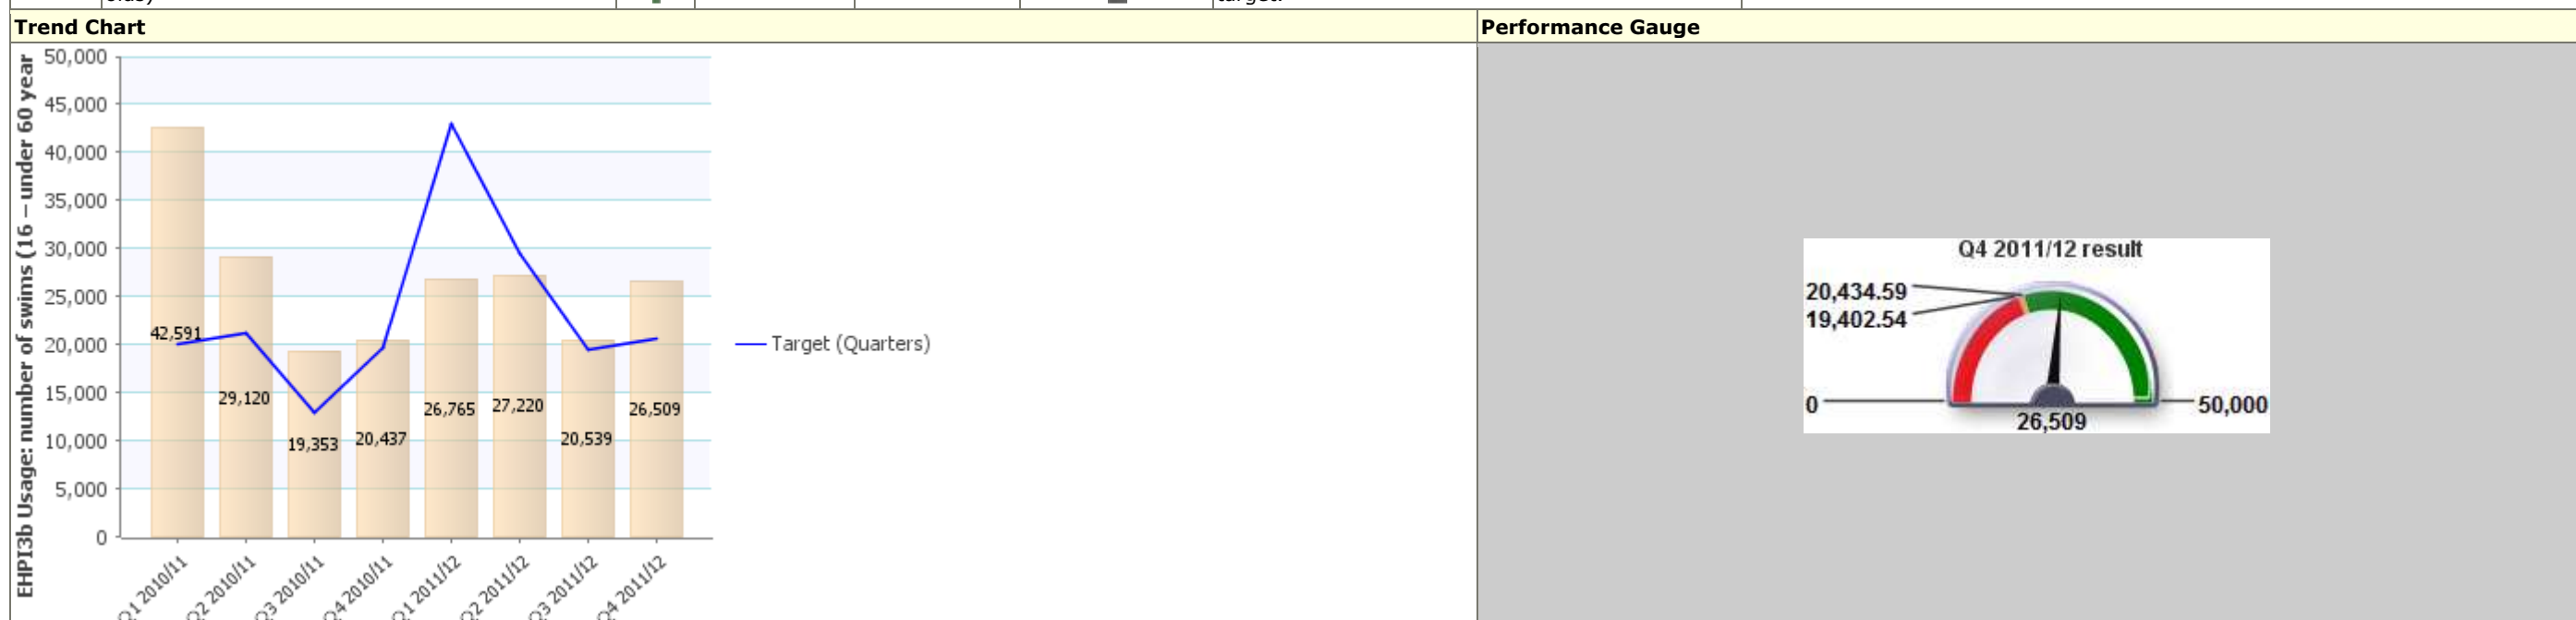 target.
Trend Chart
Performance Gauge
EHPI3b Usage: number of swims (16 – under 60 year
50,000
45,000
40,000
35,000
30,000
25,000
20,000
15,000
10,000
5,000
0
42,591
29,120
19,353
20,437
26,765
27,220
20,539
26,509
Q1 2010/11
Q2 2010/11
Q3 2010/11
Q4 2010/11
Q1 2011/12
Q2 2011/12
Q3 2011/12
Q4 2011/12
Target (Quarters)
Q4 2011/12 result
20,434.59
19,402.54
0
50,000
26,509